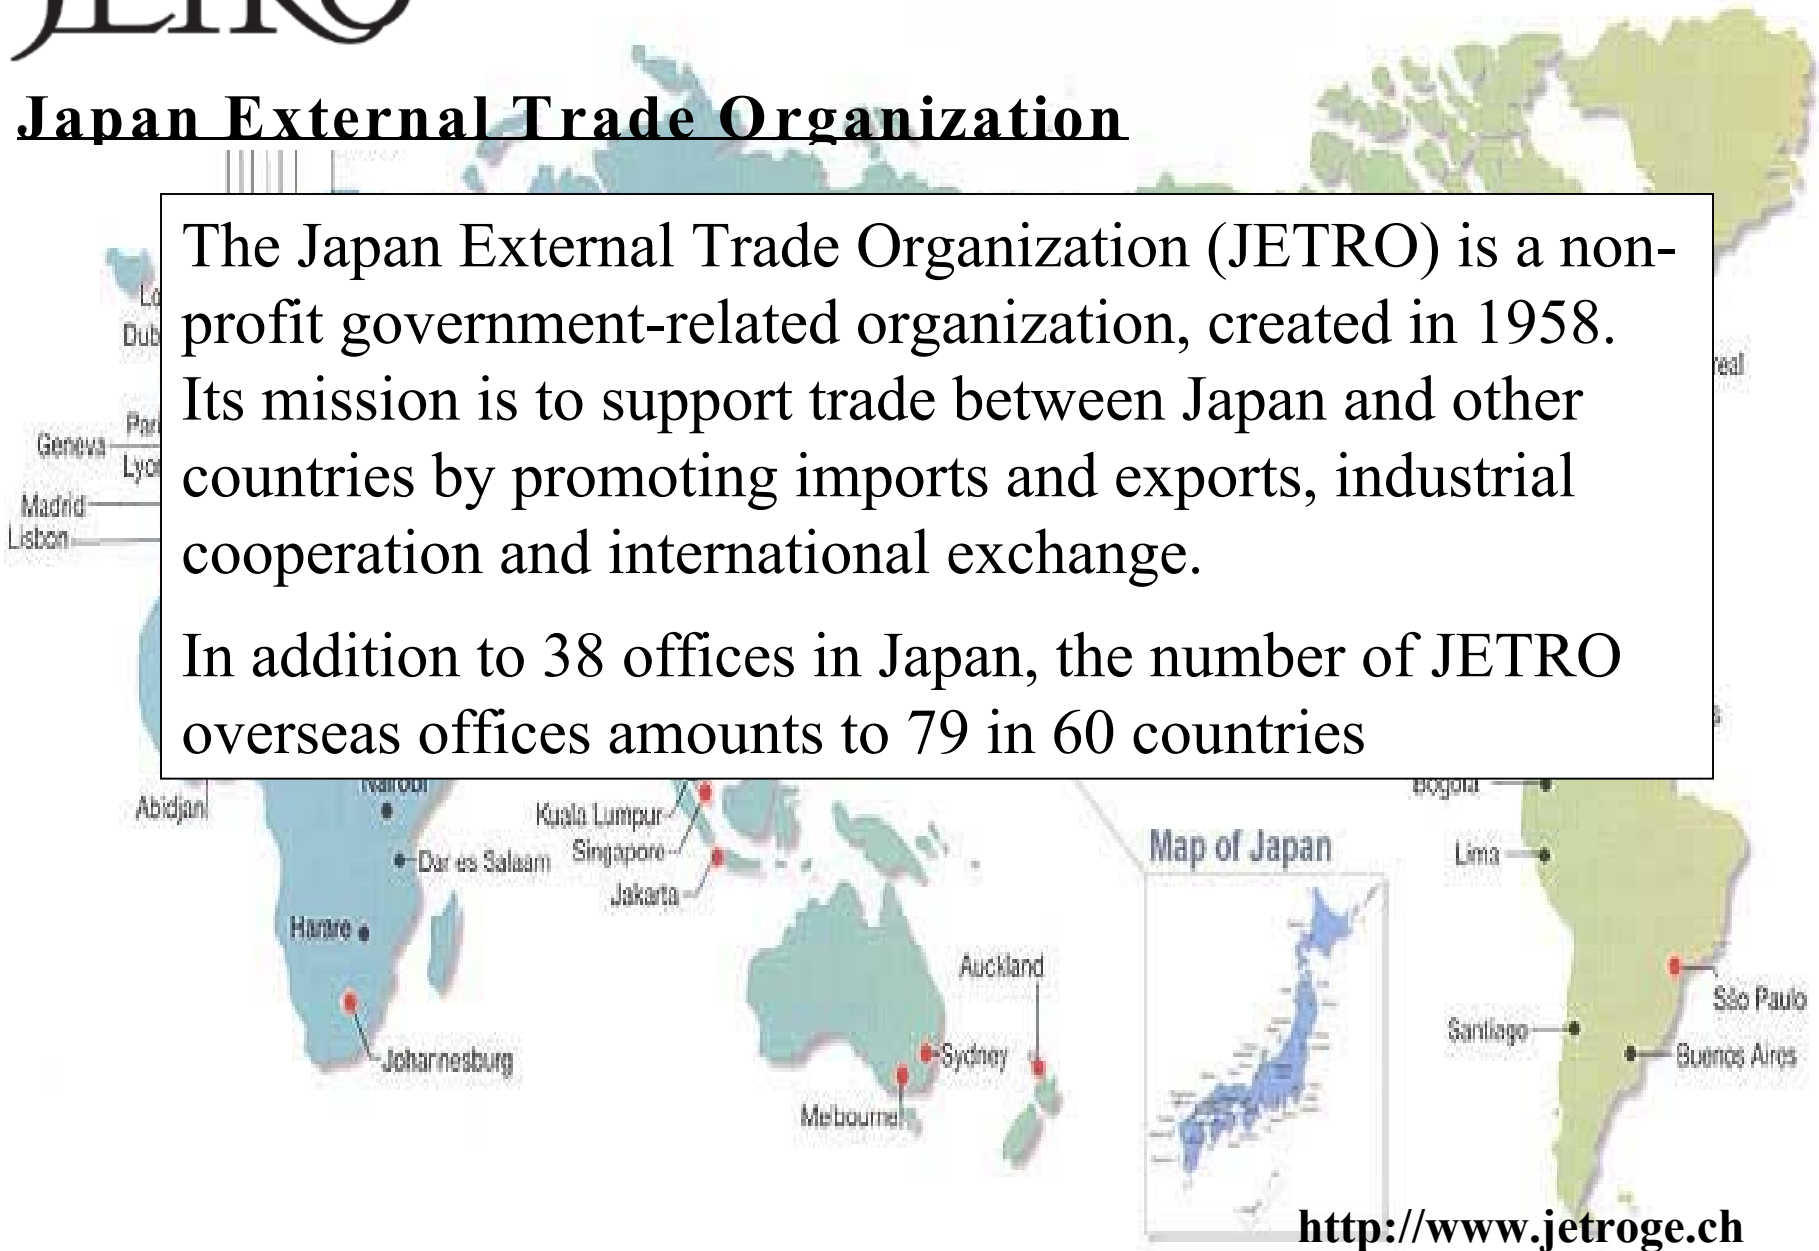 JETRO
Japan External Trade Organization
The Japan External Trade Organization (JETRO) is a non-
profit government-related organization, created in 1958.
Its mission is to support trade between Japan and other
countries by promoting imports and exports, industrial
cooperation and international exchange.
In addition to 38 offices in Japan, the number of JETRO
overseas offices amounts to 79 in 60 countries
Geneva
Madrid
Lisbon
Abidjan
Nairobi
Dar es Salaam
Harare
Johannesburg
Kuala Lumpur
Singapore
Jakarta
Auckland
Sydney
Melbourne
Map of Japan
Bogota
Lima
São Paulo
Santiago
Buenos Aires
http://www.jetroge.ch